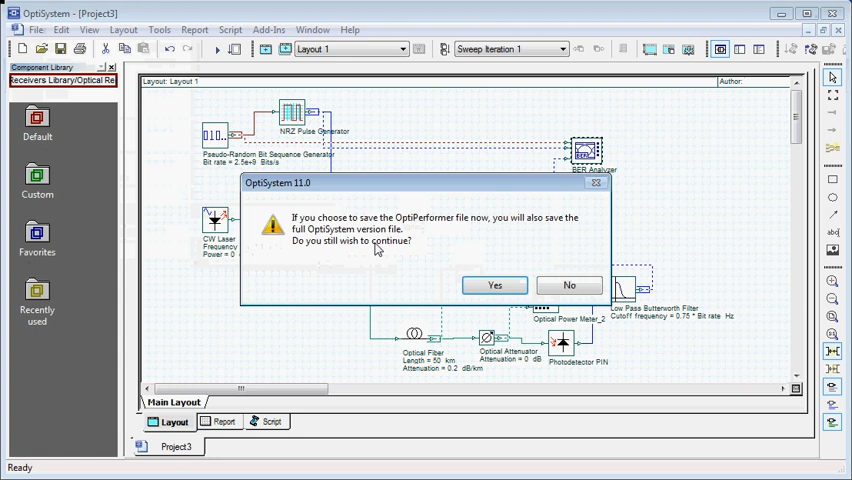 OptiSystem - [Project3]
File Edit View Layout Tools Report Script Add-Ins Window Help
Layout 1
Sweep Iteration 1
Component Library
Receivers Library/Optical Re
Default
Custom
Favorites
Recently
used
Layout: Layout 1
Author:
NRZ Pulse Generator
010..
Pseudo-Random Bit Sequence Generator
Bit rate = 2.5e+9 Bits/s
BER Analyzer
CW Laser
Frequency
Power = 0
OptiSystem 11.0
If you choose to save the OptiPerformer file now, you will also save the
full OptiSystem version file.
Do you still wish to continue?
Yes
No
Optical Power Meter_2
Low Pass Butterworth Filter
Cutoff frequency = 0.75 * Bit rate Hz
Optical Fiber
Length = 50 km
Attenuation = 0.2 dB/km
Optical Attenuator
Attenuation = 0 dB
Photodetector PIN
Main Layout
Layout
Report
Script
Project3
Ready